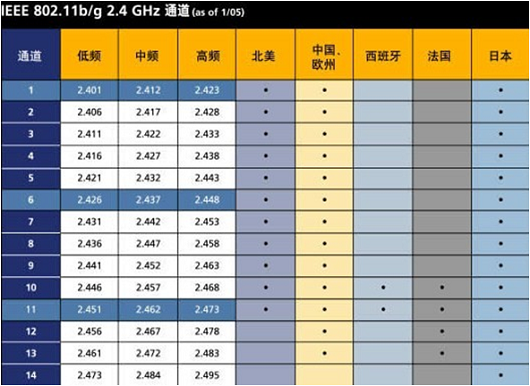 IEEE 802.11b/g 2.4 GHz 通道 (as of 1/05)
通道 低频 中频 高频 北美 中国、欧州 西班牙 法国 日本
1 2.401 2.412 2.423 • • •
2 2.406 2.417 2.428 • • •
3 2.411 2.422 2.433 • • •
4 2.416 2.427 2.438 • • •
5 2.421 2.432 2.443 • • •
6 2.426 2.437 2.448 • • •
7 2.431 2.442 2.453 • • •
8 2.436 2.447 2.458 • • •
9 2.441 2.452 2.463 • • •
10 2.446 2.457 2.468 • • • • •
11 2.451 2.462 2.473 • • • • •
12 2.456 2.467 2.478 • • •
13 2.461 2.472 2.483 • • •
14 2.473 2.484 2.495 •